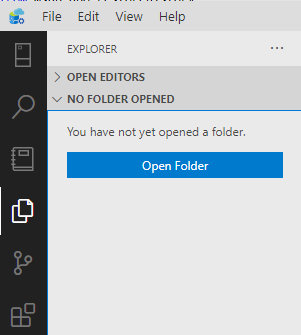 File Edit View Help
EXPLORER ...
OPEN EDITORS
NO FOLDER OPENED
You have not yet opened a folder.
Open Folder